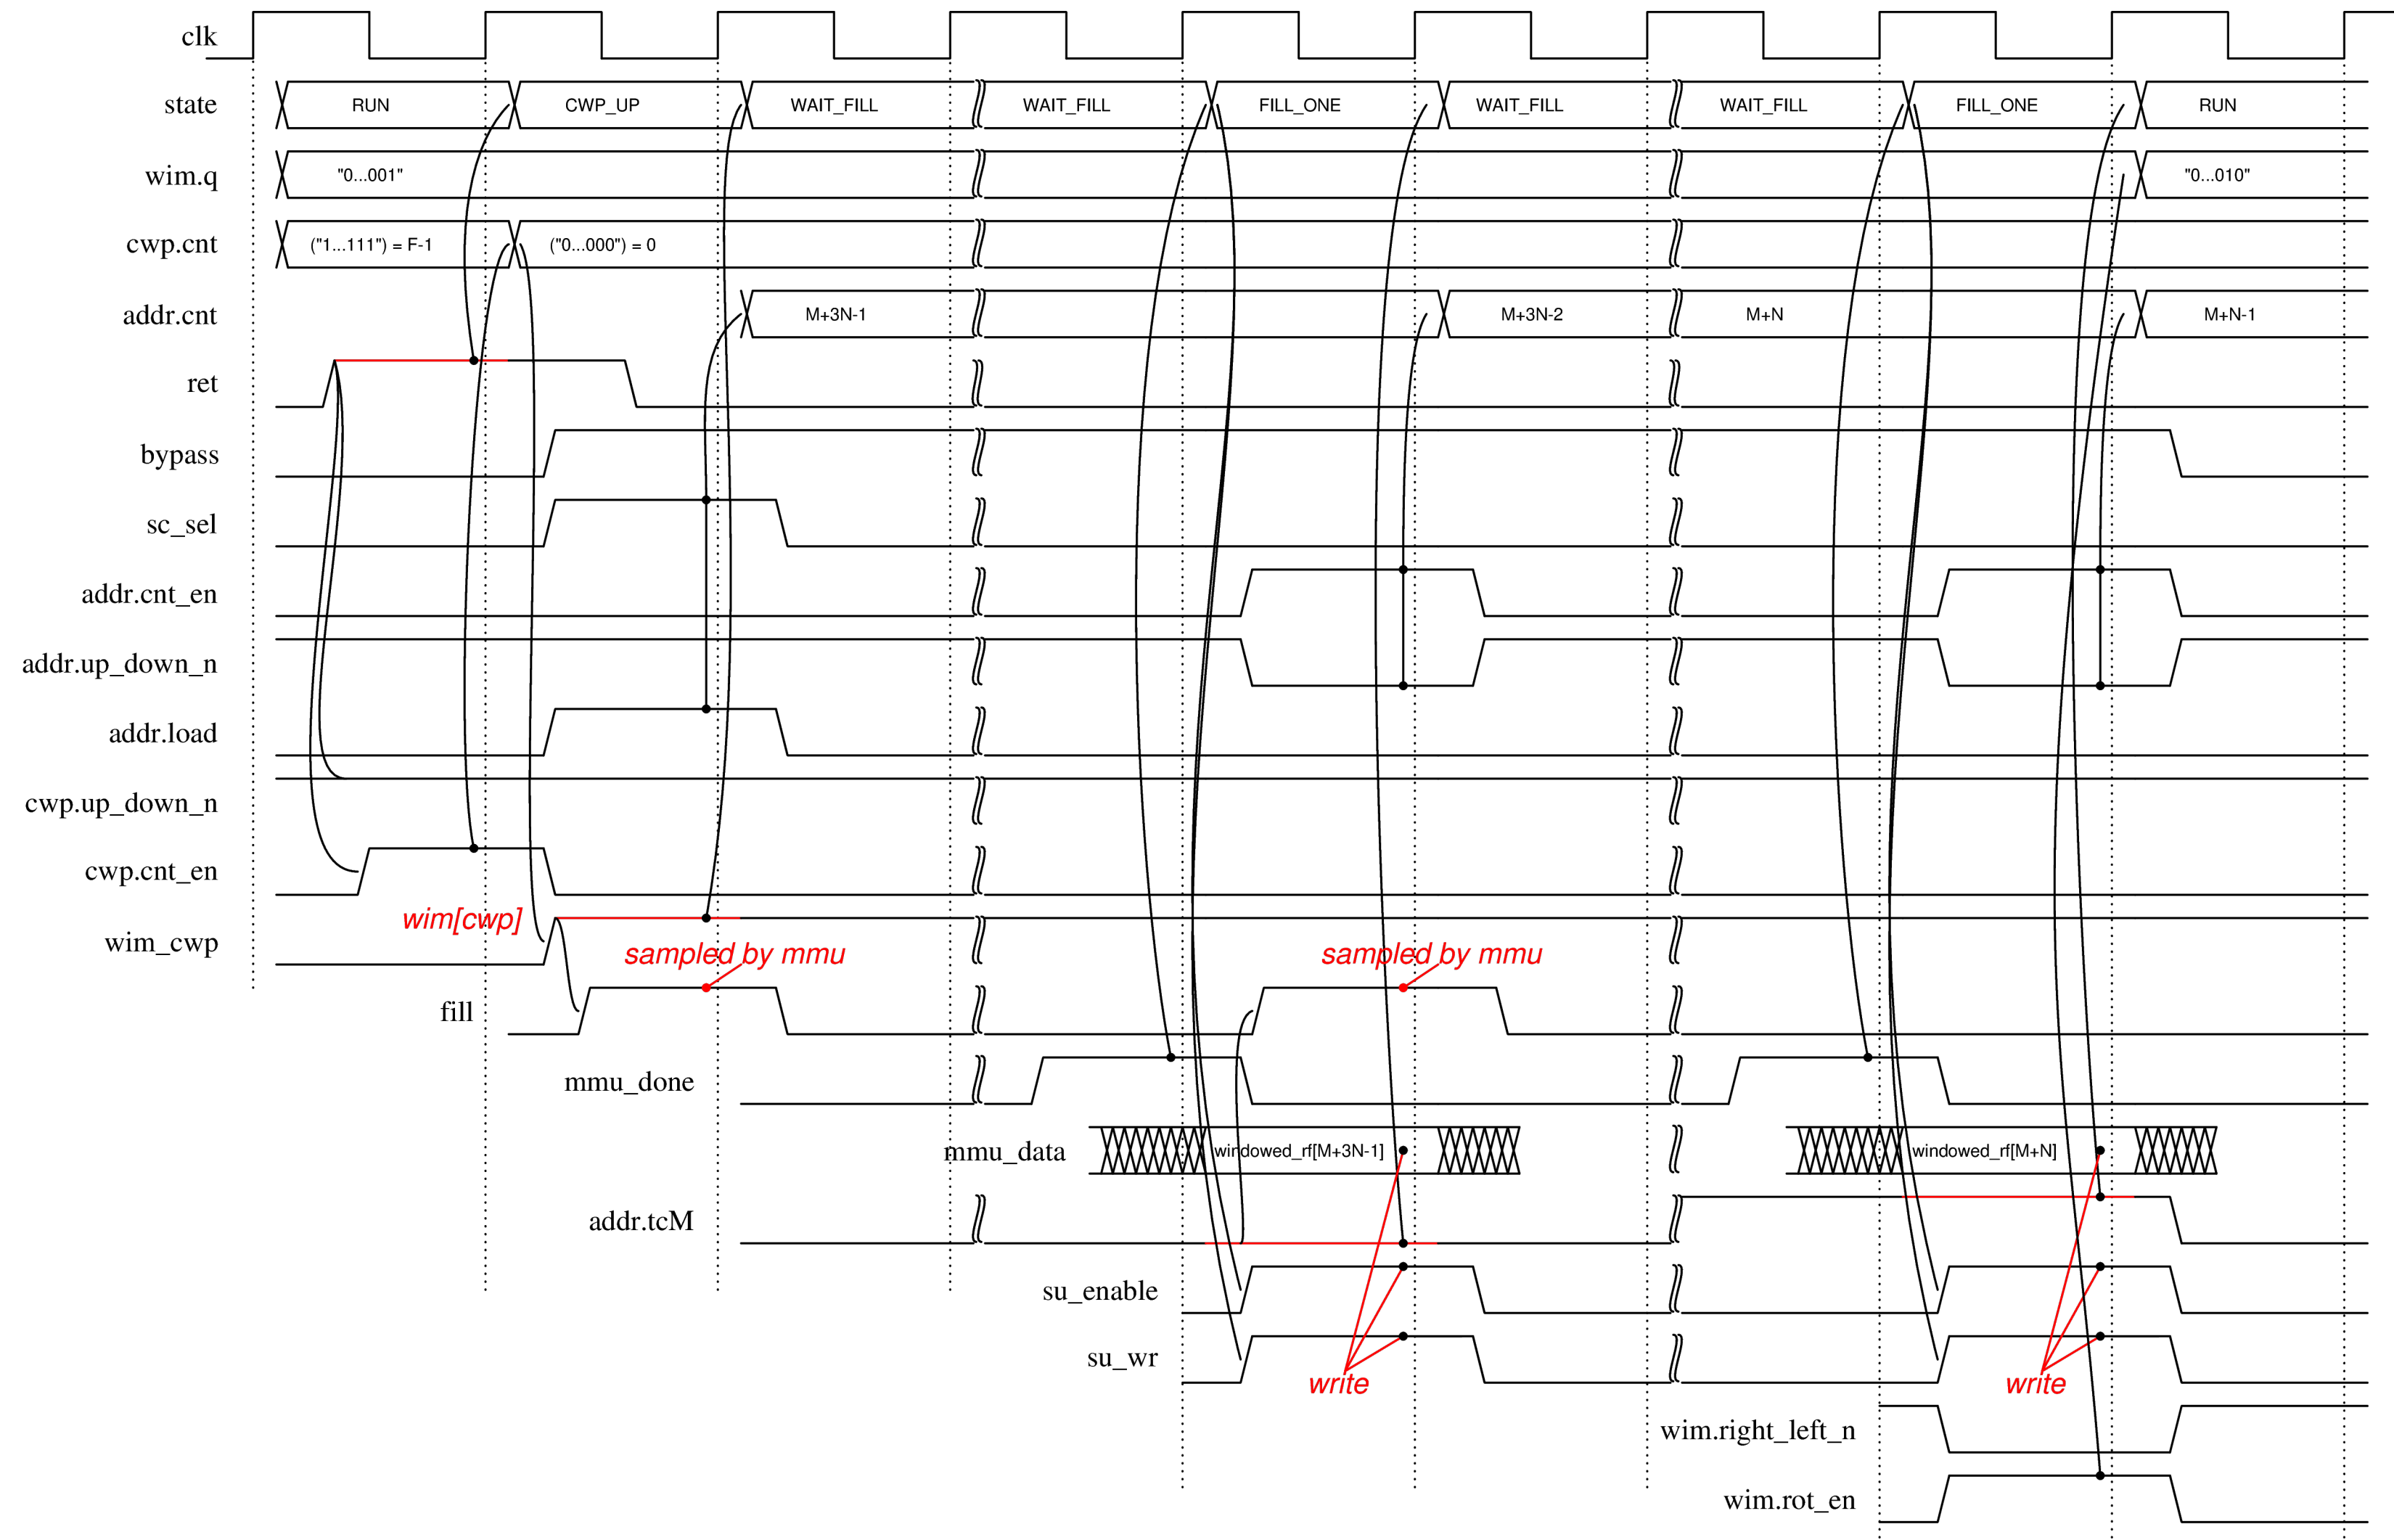 clk
state RUN CWP_UP WAIT_FILL WAIT_FILL FILL_ONE WAIT_FILL WAIT_FILL FILL_ONE RUN
wim.q "0...001" "0...010"
cwp.cnt ("1...111") = F-1 ("0...000") = 0
addr.cnt M+3N-1 M+3N-2 M+N M+N-1
ret
bypass
sc_sel
addr.cnt_en
addr.up_down_n
addr.load
cwp.up_down_n
cwp.cnt_en
wim[cwp]
wim_cwp
sampled by mmu sampled by mmu
fill
mmu_done
mmu_data windowed_rf[M+3N-1] windowed_rf[M+N]
addr.tcM
su_enable
su_wr
write write
wim.right_left_n
wim.rot_en